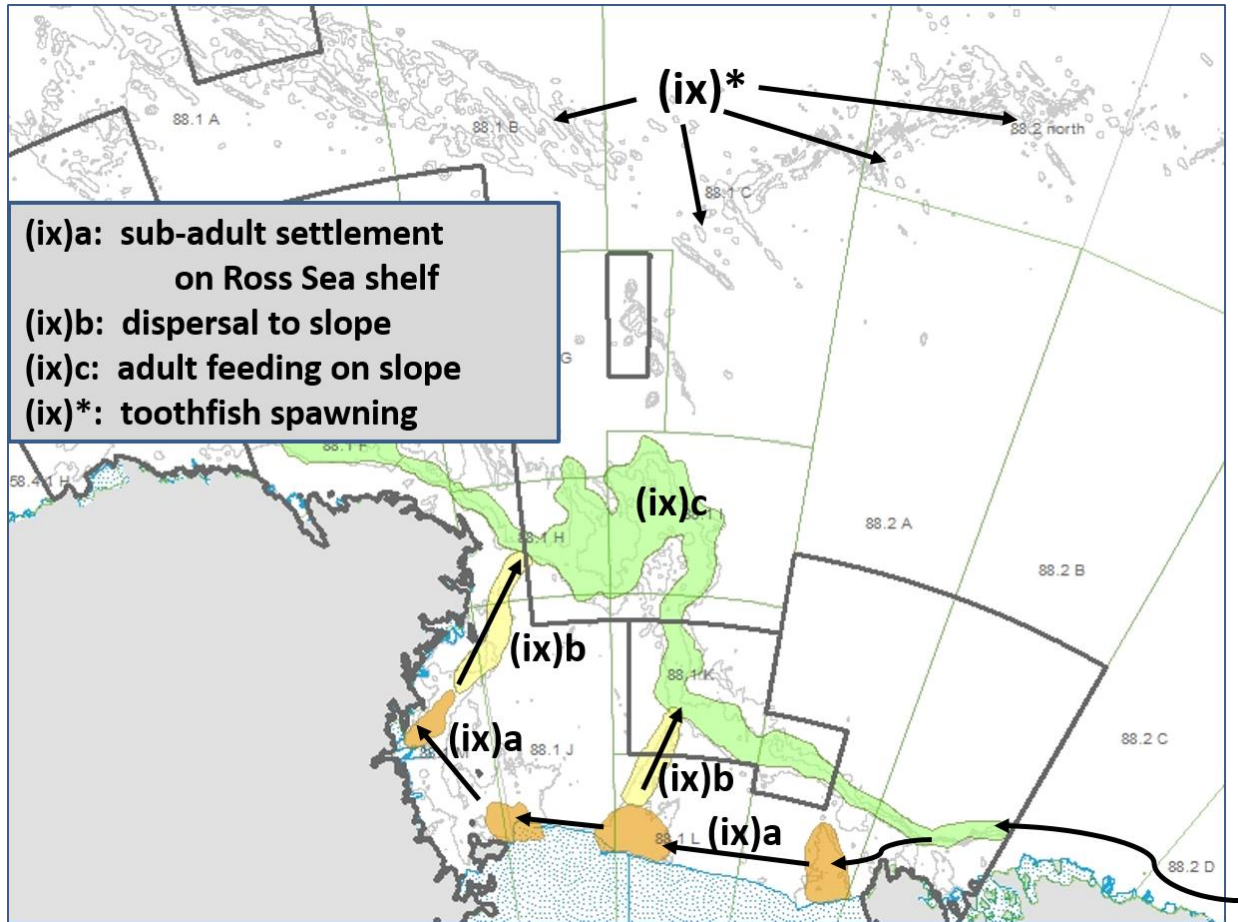 (ix)*
88.1 A
88.1 B
88.2 north
88.1 C
(ix)a: sub-adult settlement
on Ross Sea shelf
(ix)b: dispersal to slope
(ix)c: adult feeding on slope
(ix)*: toothfish spawning
G
58.4.1 H
(ix)c
88.1 H
88.2 A
88.2 B
(ix)b
88.1 K
(ix)a
88.1 J
88.2 C
(ix)b
(ix)a
88.1 L
88.2 D